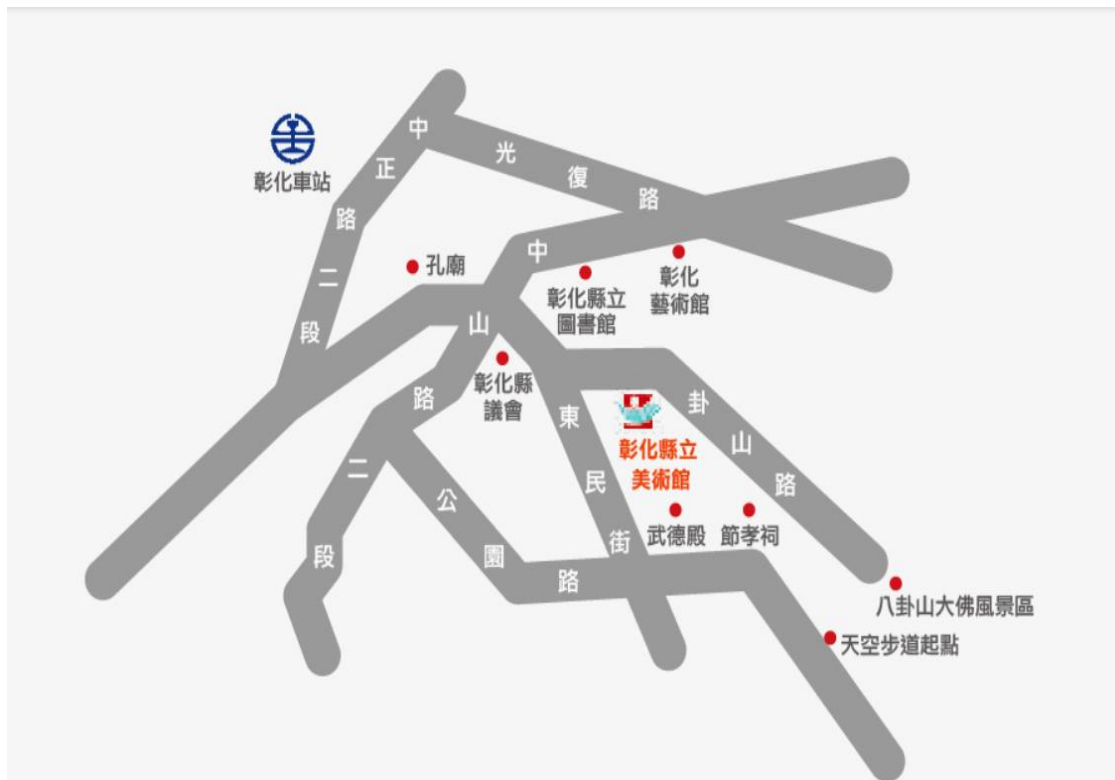 中正路二段
光復路
彰化車站
中山路二段
孔廟
彰化縣立
圖書館
彰化
藝術館
彰化縣
議會
卦山路
東民街
彰化縣立
美術館
公園路
武德殿
節孝祠
八卦山大佛風景區
天空步道起點